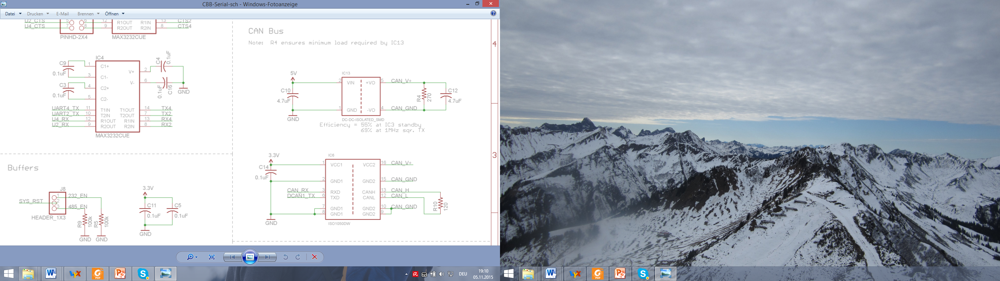 CBB-Serial-sch - Windows-Fotoanzeige
Datei Drucken E-Mail Brennen Öffnen
U2_CTS 5 6 12 R1OUT R1IN 13 CTS2
U4_CTS 7 8 9 R2OUT R2IN 8 CTS4
PINHD-2X4 MAX3232CUE
CAN Bus
Note: R4 ensures minimum load required by IC13
4
IC4
C9 0.1uF 1 C1+
3 C1-
C3 0.1uF 4 C2+
5 C2-
V+ 2 C4 0.1uF
V- 6 0.1uF C16 GND
UART4_TX 11 T1IN T1OUT 14 TX4
UART2_TX 10 T2IN T2OUT 7 TX2
U4_RX 12 R1OUT R1IN 13 RX4
U2_RX 9 R2OUT R2IN 8 RX2
MAX3232CUE
5V IC13
2 VIN +VO 5 CAN_V+
C10 4.7uF R4 270 C12 4.7uF
1 GND -VO 4 CAN_GND
GND DC-DC-ISOLATED_SMD
Efficiency = 55% at IC3 standby
69% at 1MHz sqr. TX
3
3.3V IC6
1 VCC1 VCC2 16 CAN_V+
C14 0.1uF
2 GND1 GND2 15 CAN_GND
CAN_RX 3 RXD CANH 13 CAN_H
DCAN1_TX 6 TXD CANL 12 CAN_L
R10 120
7 GND1 GND2 10 CAN_GND
8 GND1 GND2 9
GND ISO1050DW
Buffers
J8 3.3V
1 232_EN
SYS_RST 2
3 485_EN
HEADER_1X3
R9 100k R5 100k
GND GND
C11 0.1uF C5 0.1uF
GND
DEU 19:10
05.11.2015